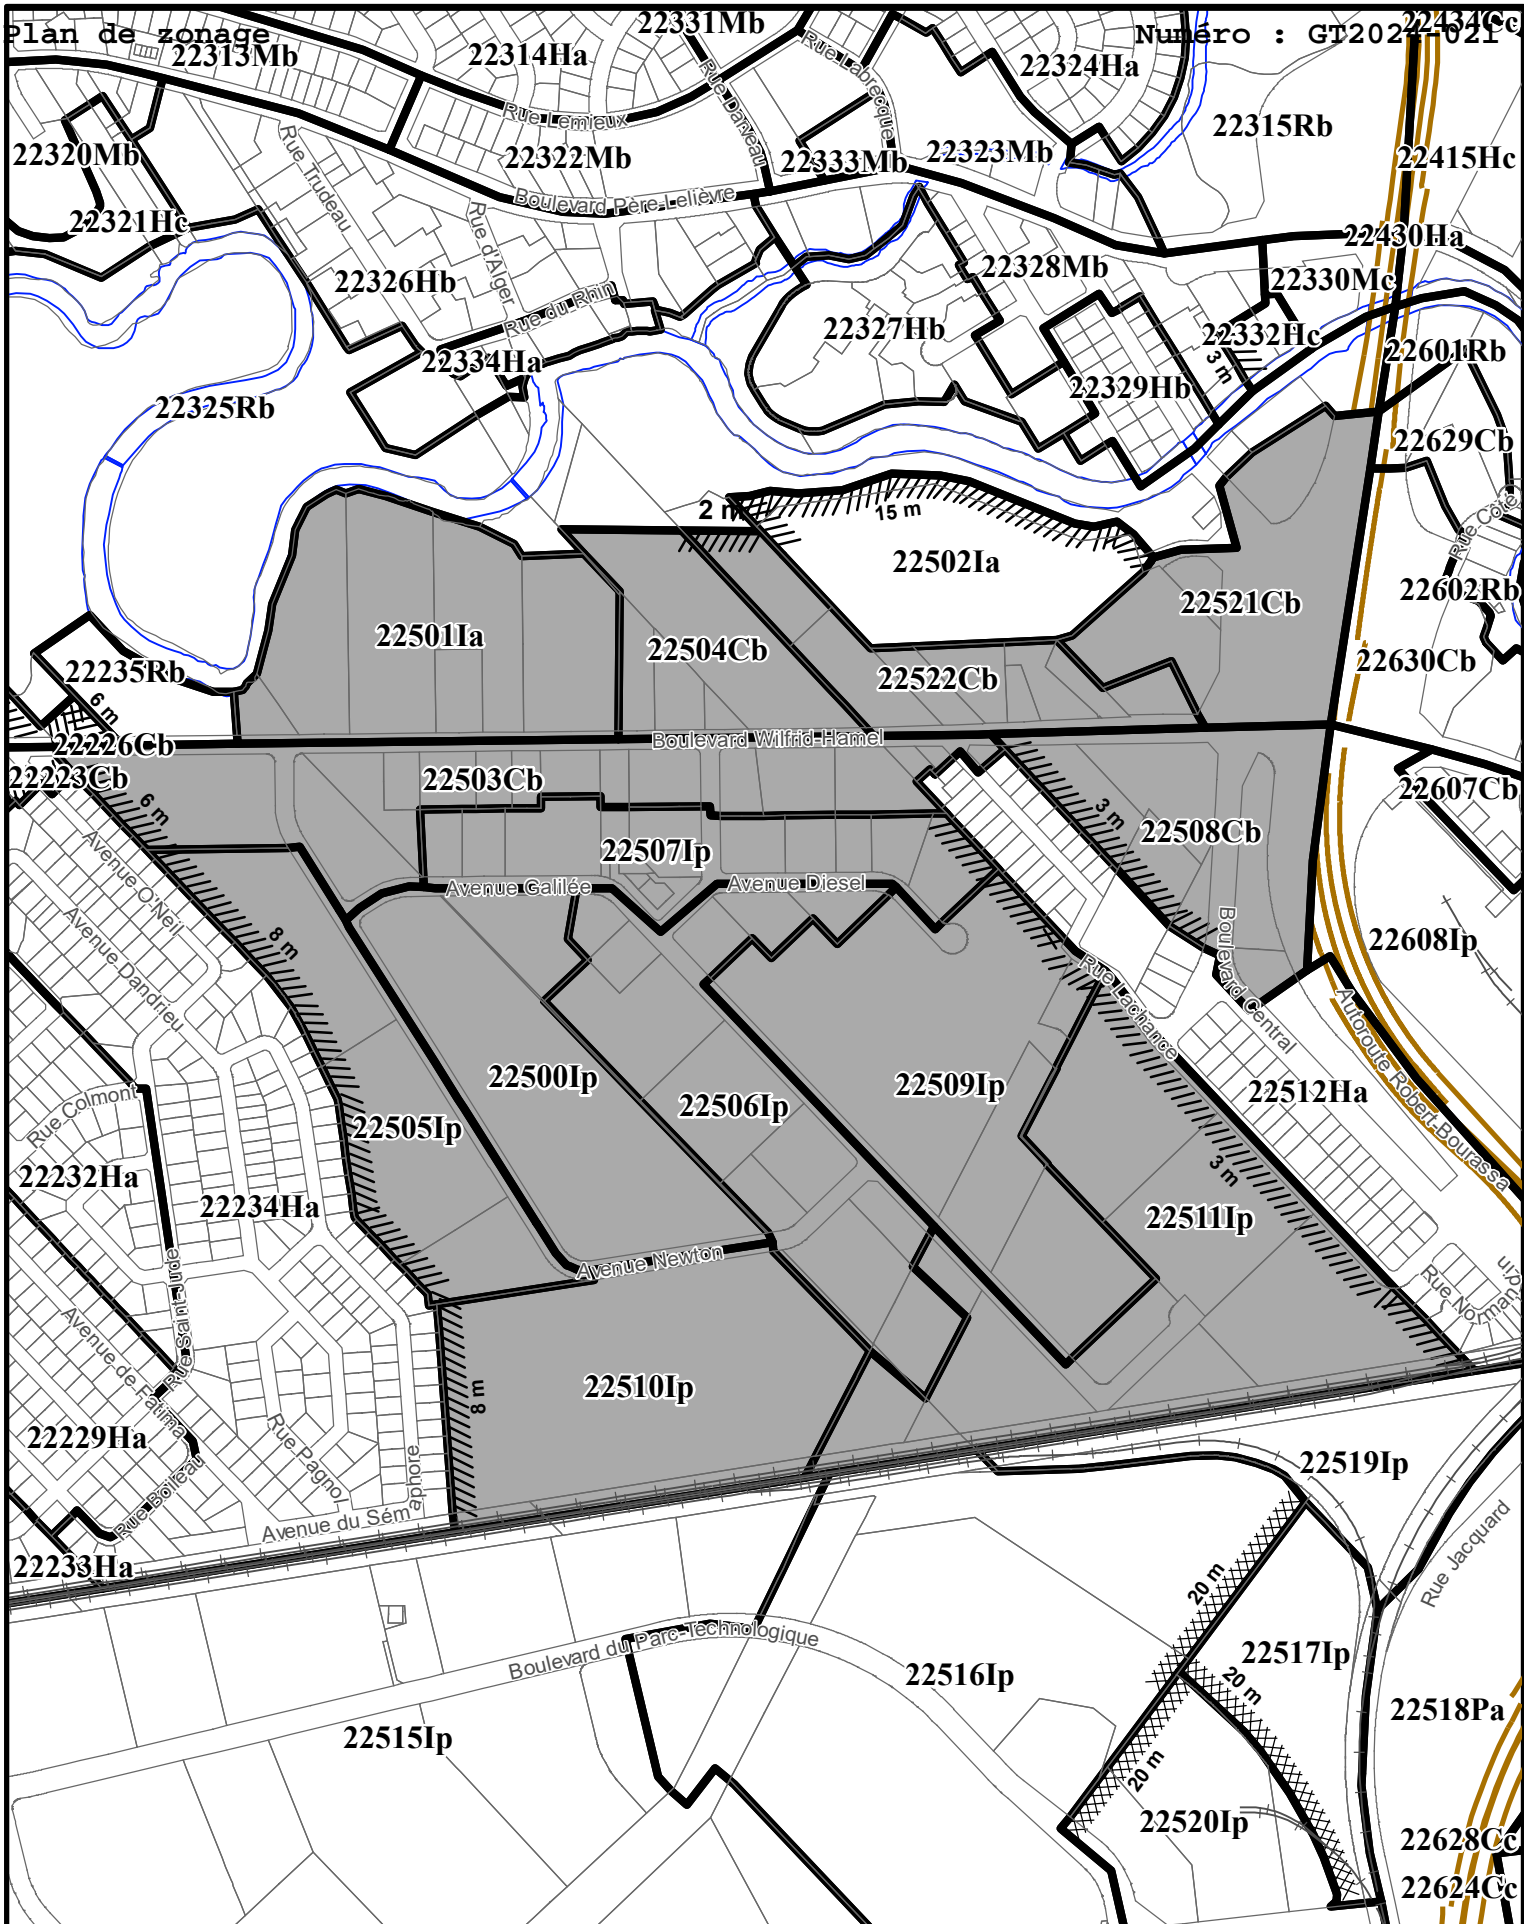 Plan de zonage
Numéro : GT2024-021
22331Mb
22434Cc
22313Mb
22314Ha
22324Ha
Rue Labrecque
Rue Darveau
Rue Lemieux
22315Rb
22320Mb
Rue Trudeau
22322Mb
22333Mb
22323Mb
22415Hc
Boulevard Père-Lelièvre
22321Hc
Rue d'Alger
22430Ha
22326Hb
22328Mb
22330Mc
Rue du Rhin
22327Hb
22332Hc
3 m
22334Ha
22601Rb
22329Hb
22325Rb
22629Cb
2 m
15 m
Rue Côté
22502Ia
22602Rb
22521Cb
22501Ia
22504Cb
22235Rb
22522Cb
22630Cb
6 m
22226Cb
Boulevard Wilfrid-Hamel
22223Cb
22503Cb
22607Cb
6 m
3 m
22508Cb
22507Ip
Avenue O'Neil
Avenue Galilée
Avenue Diesel
Avenue Dandrieu
8 m
22608Ip
Boulevard Central
Rue Lachance
Autoroute Robert-Bourassa
22500Ip
22509Ip
22512Ha
22506Ip
Rue Colmont
22505Ip
22232Ha
3 m
22234Ha
22511Ip
Avenue Newton
Rue Saint-Jude
Rue Norman
Avenue de Fatima
22510Ip
8 m
22229Ha
Rue Pagnol
22519Ip
Rue Boileau
Avenue du Sémaphore
Rue Jacquard
22233Ha
20 m
Boulevard du Parc-Technologique
22517Ip
22516Ip
20 m
22518Pa
22515Ip
20 m
22520Ip
22628Cc
22624Cc